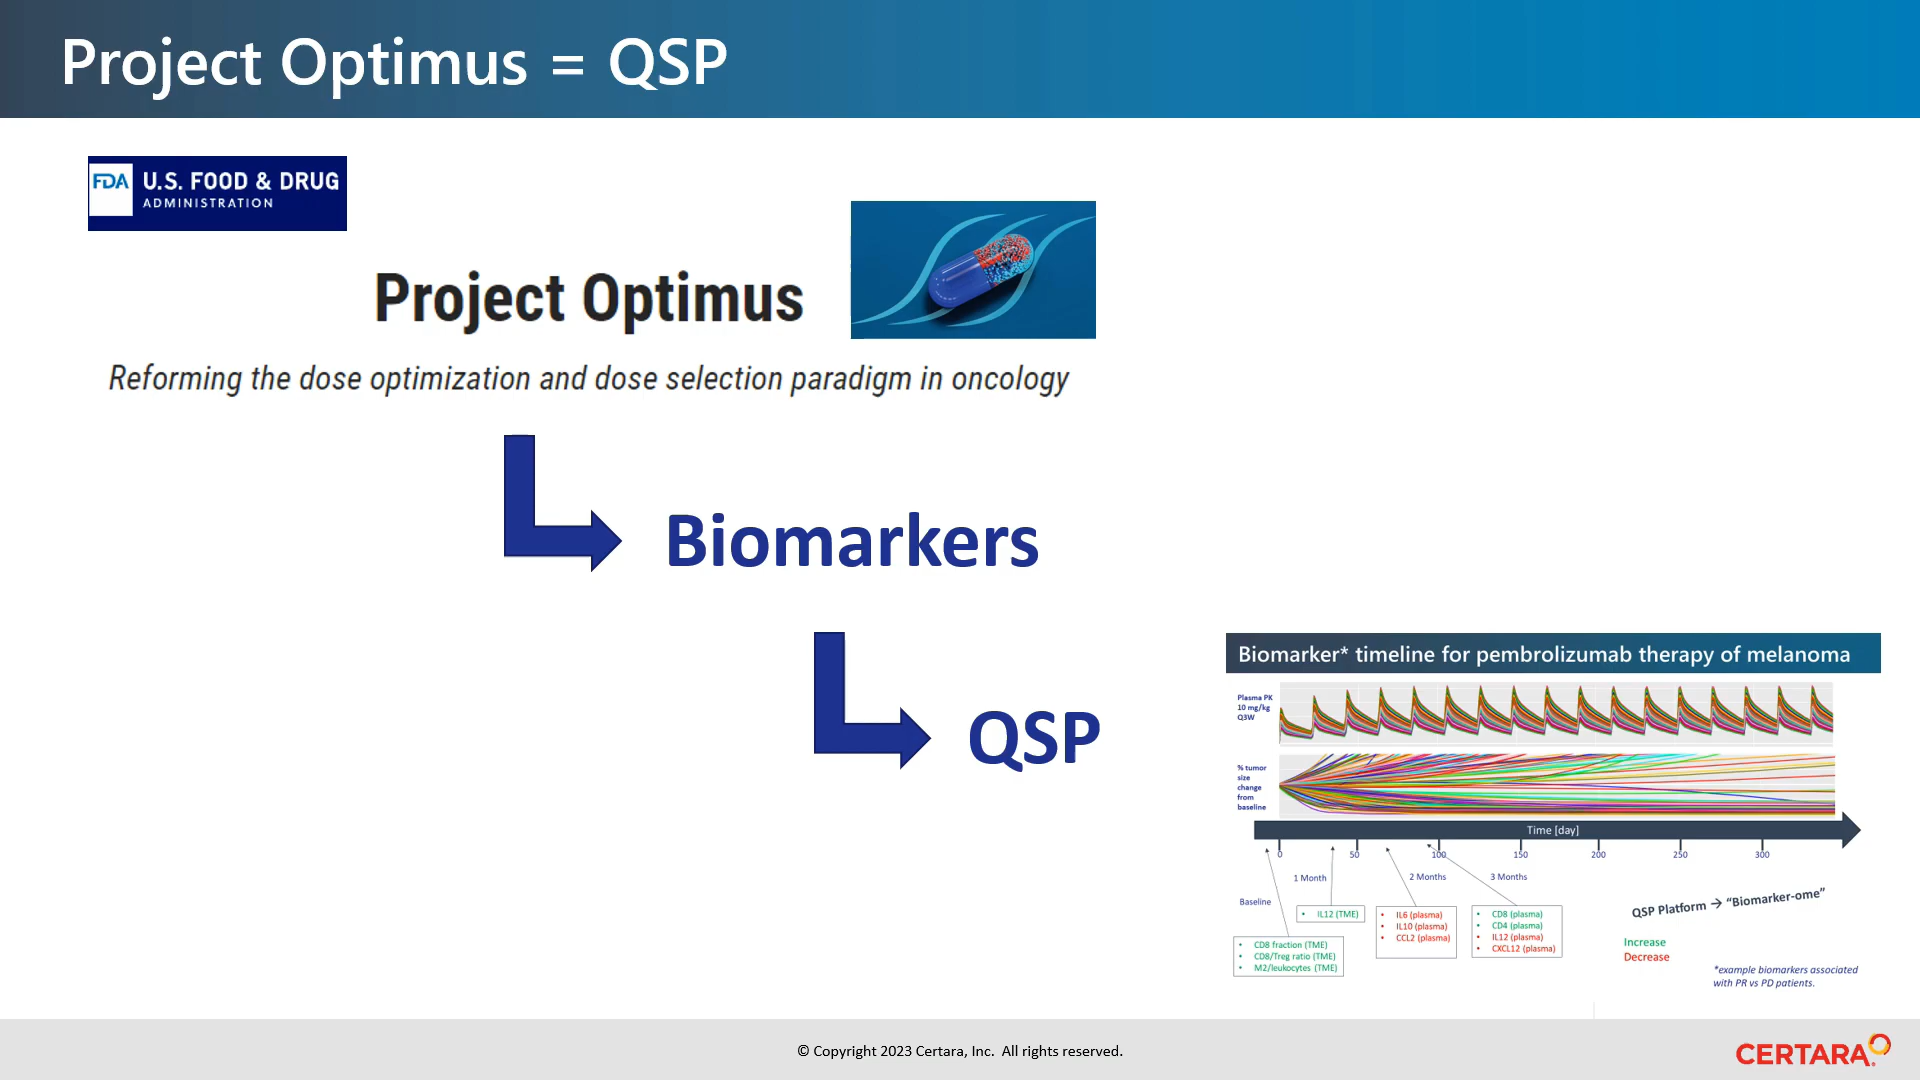 Project Optimus = QSP
FDA
U.S. FOOD & DRUG
ADMINISTRATION
Project Optimus
Reforming the dose optimization and dose selection paradigm in oncology
Biomarkers
QSP
Biomarker* timeline for pembrolizumab therapy of melanoma
Plasma PK
10 mg/kg
Q3W
% tumor
size
change
from
baseline
Time [day]
0 50 100 150 200 250 300
1 Month 2 Months 3 Months
Baseline
• IL12 (TME)
• IL6 (plasma)
• IL10 (plasma)
• CCL2 (plasma)
• CD8 (plasma)
• CD4 (plasma)
• IL12 (plasma)
• CXCL12 (plasma)
• CD8 fraction (TME)
• CD8/Treg ratio (TME)
• M2/leukocytes (TME)
QSP Platform → “Biomarker-ome”
Increase
Decrease
*example biomarkers associated
with PR vs PD patients.
© Copyright 2023 Certara, Inc. All rights reserved.
CERTARA